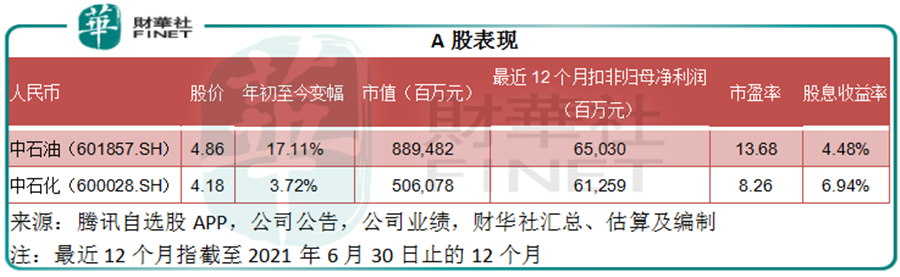 華 財華社
FINET
A 股表现
人民币 股价 年初至今变幅 市值（百万元） 最近 12 个月扣非归母净利润（百万元） 市盈率 股息收益率
中石油（601857.SH） 4.86 17.11% 889,482 65,030 13.68 4.48%
中石化（600028.SH） 4.18 3.72% 506,078 61,259 8.26 6.94%
来源：腾讯自选股 APP，公司公告，公司业绩，财华社汇总、估算及编制
注：最近 12 个月指截至 2021 年 6 月 30 日止的 12 个月
華 財華社
FINET